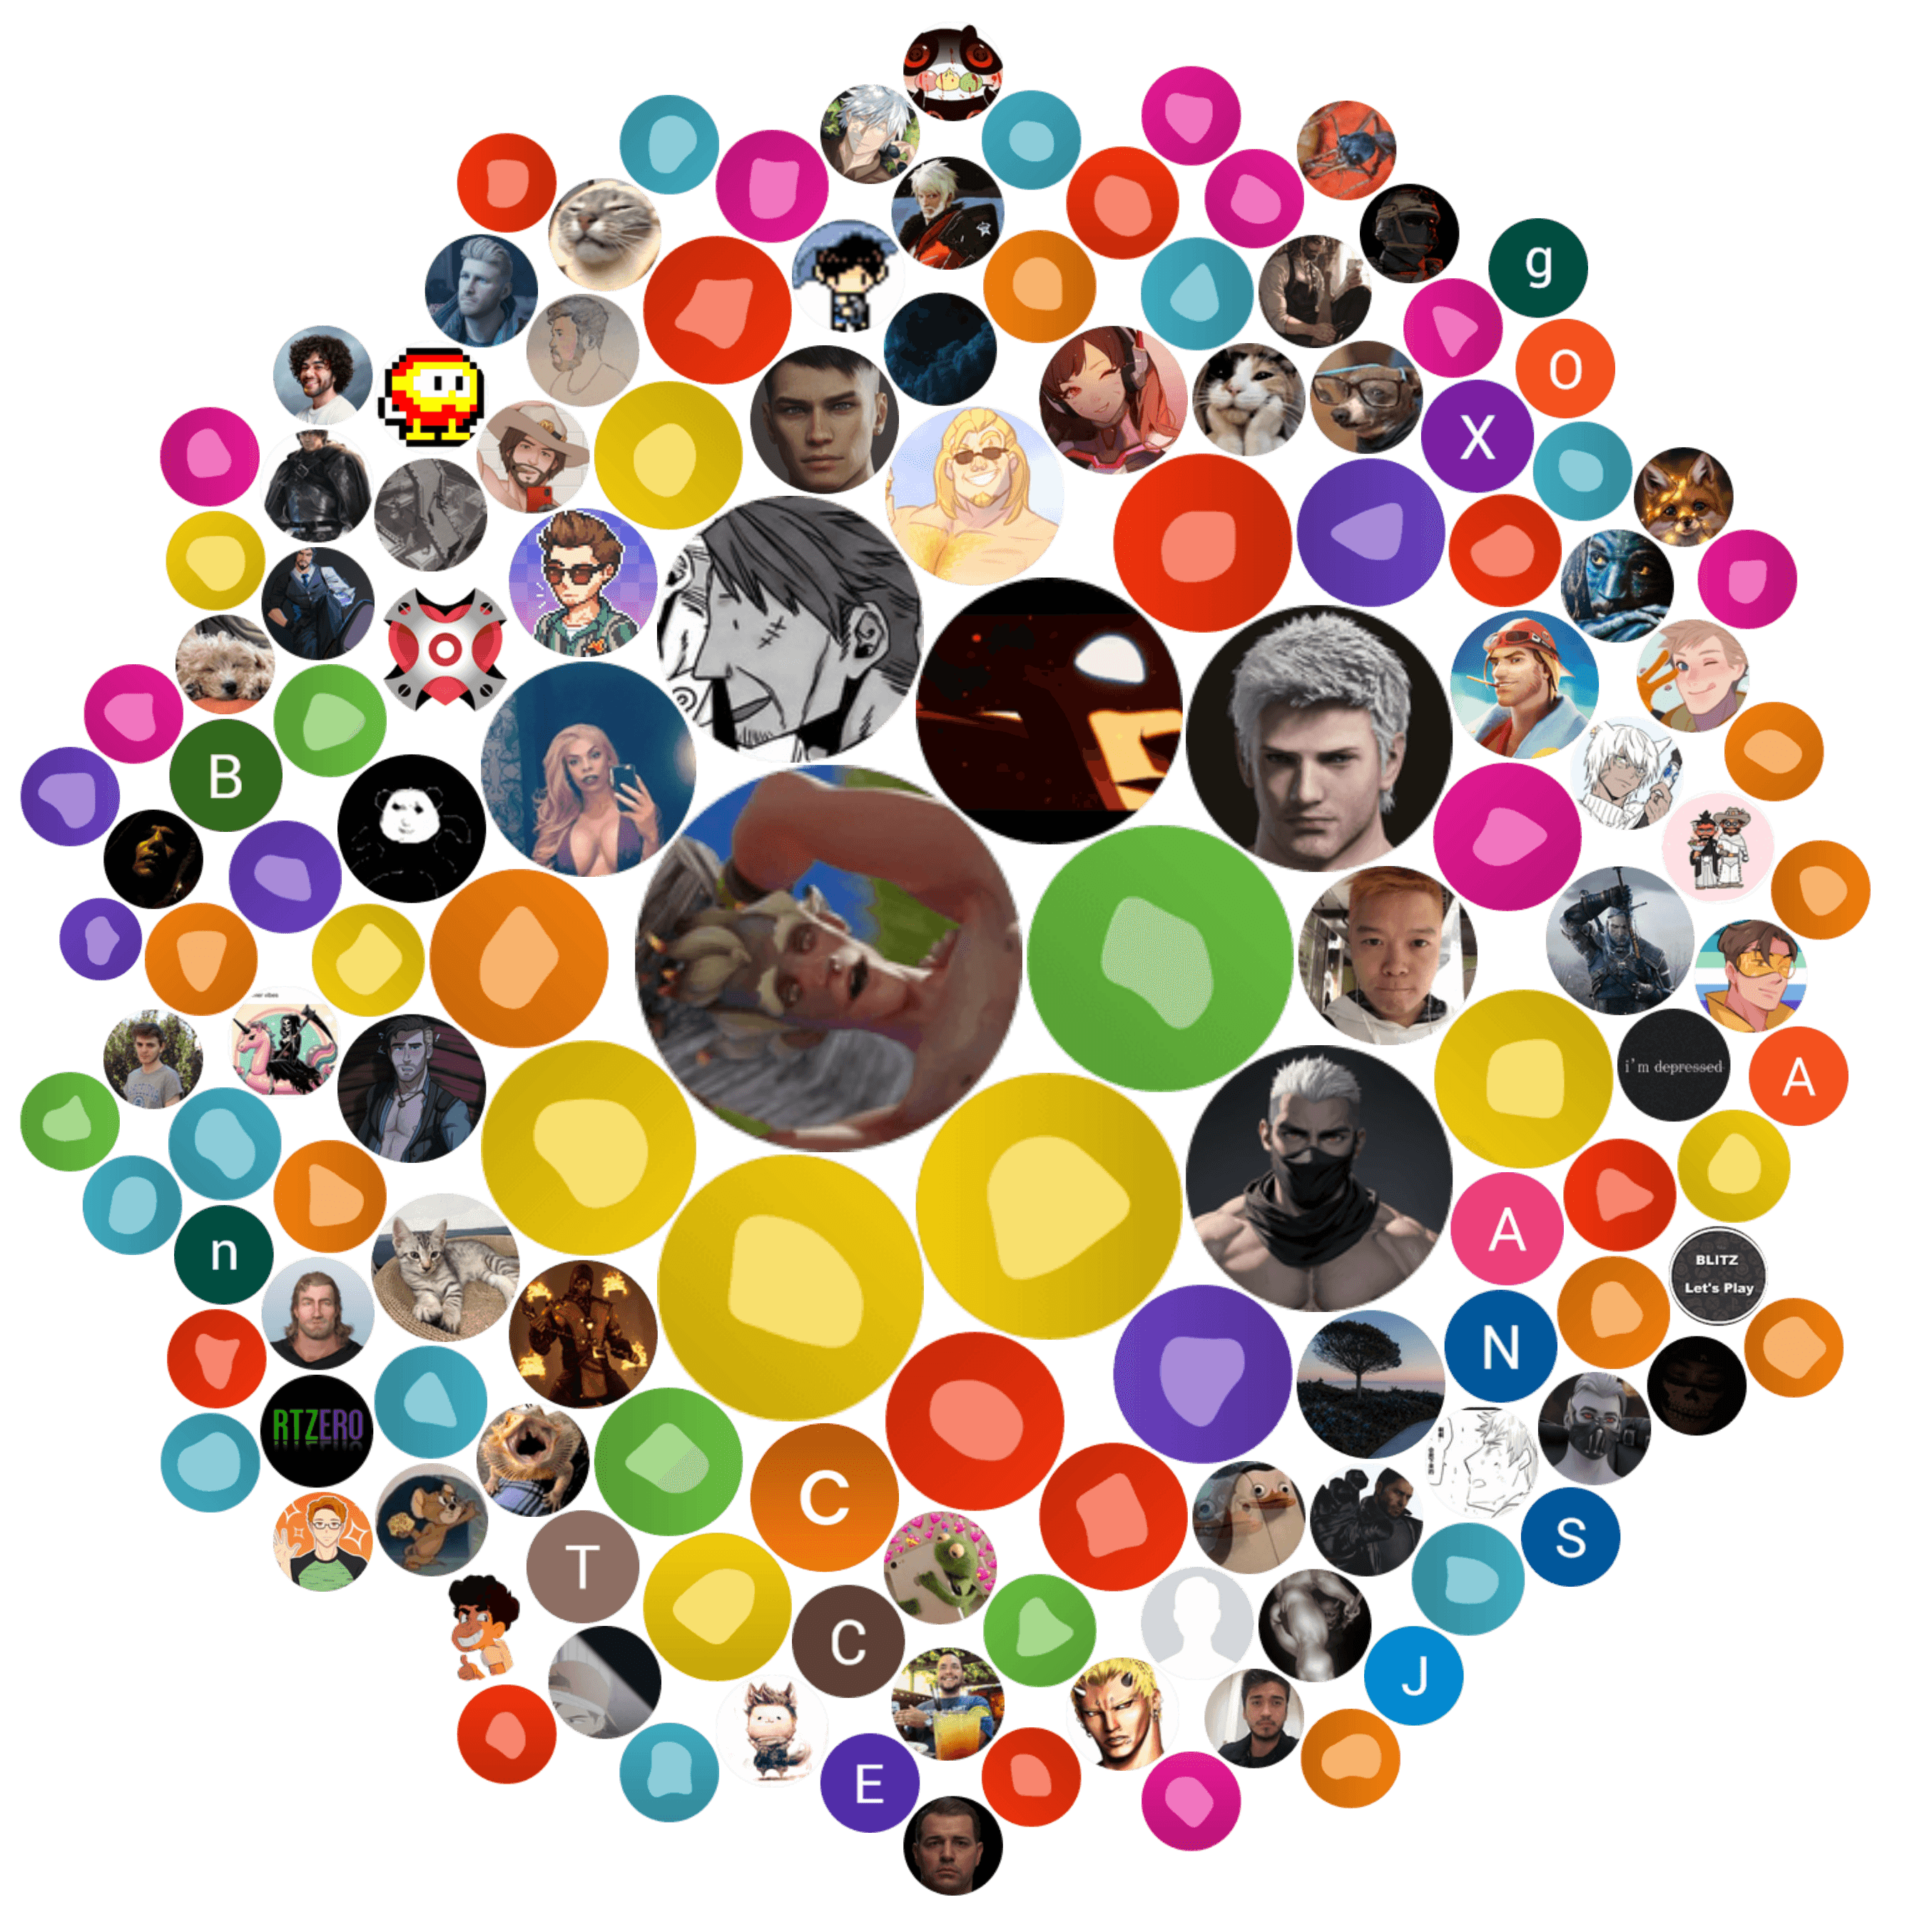 g
O
X
B
i'm depressed
A
A
n
BLITZ
Let's Play
N
RTZERO
C
S
T
C
J
E